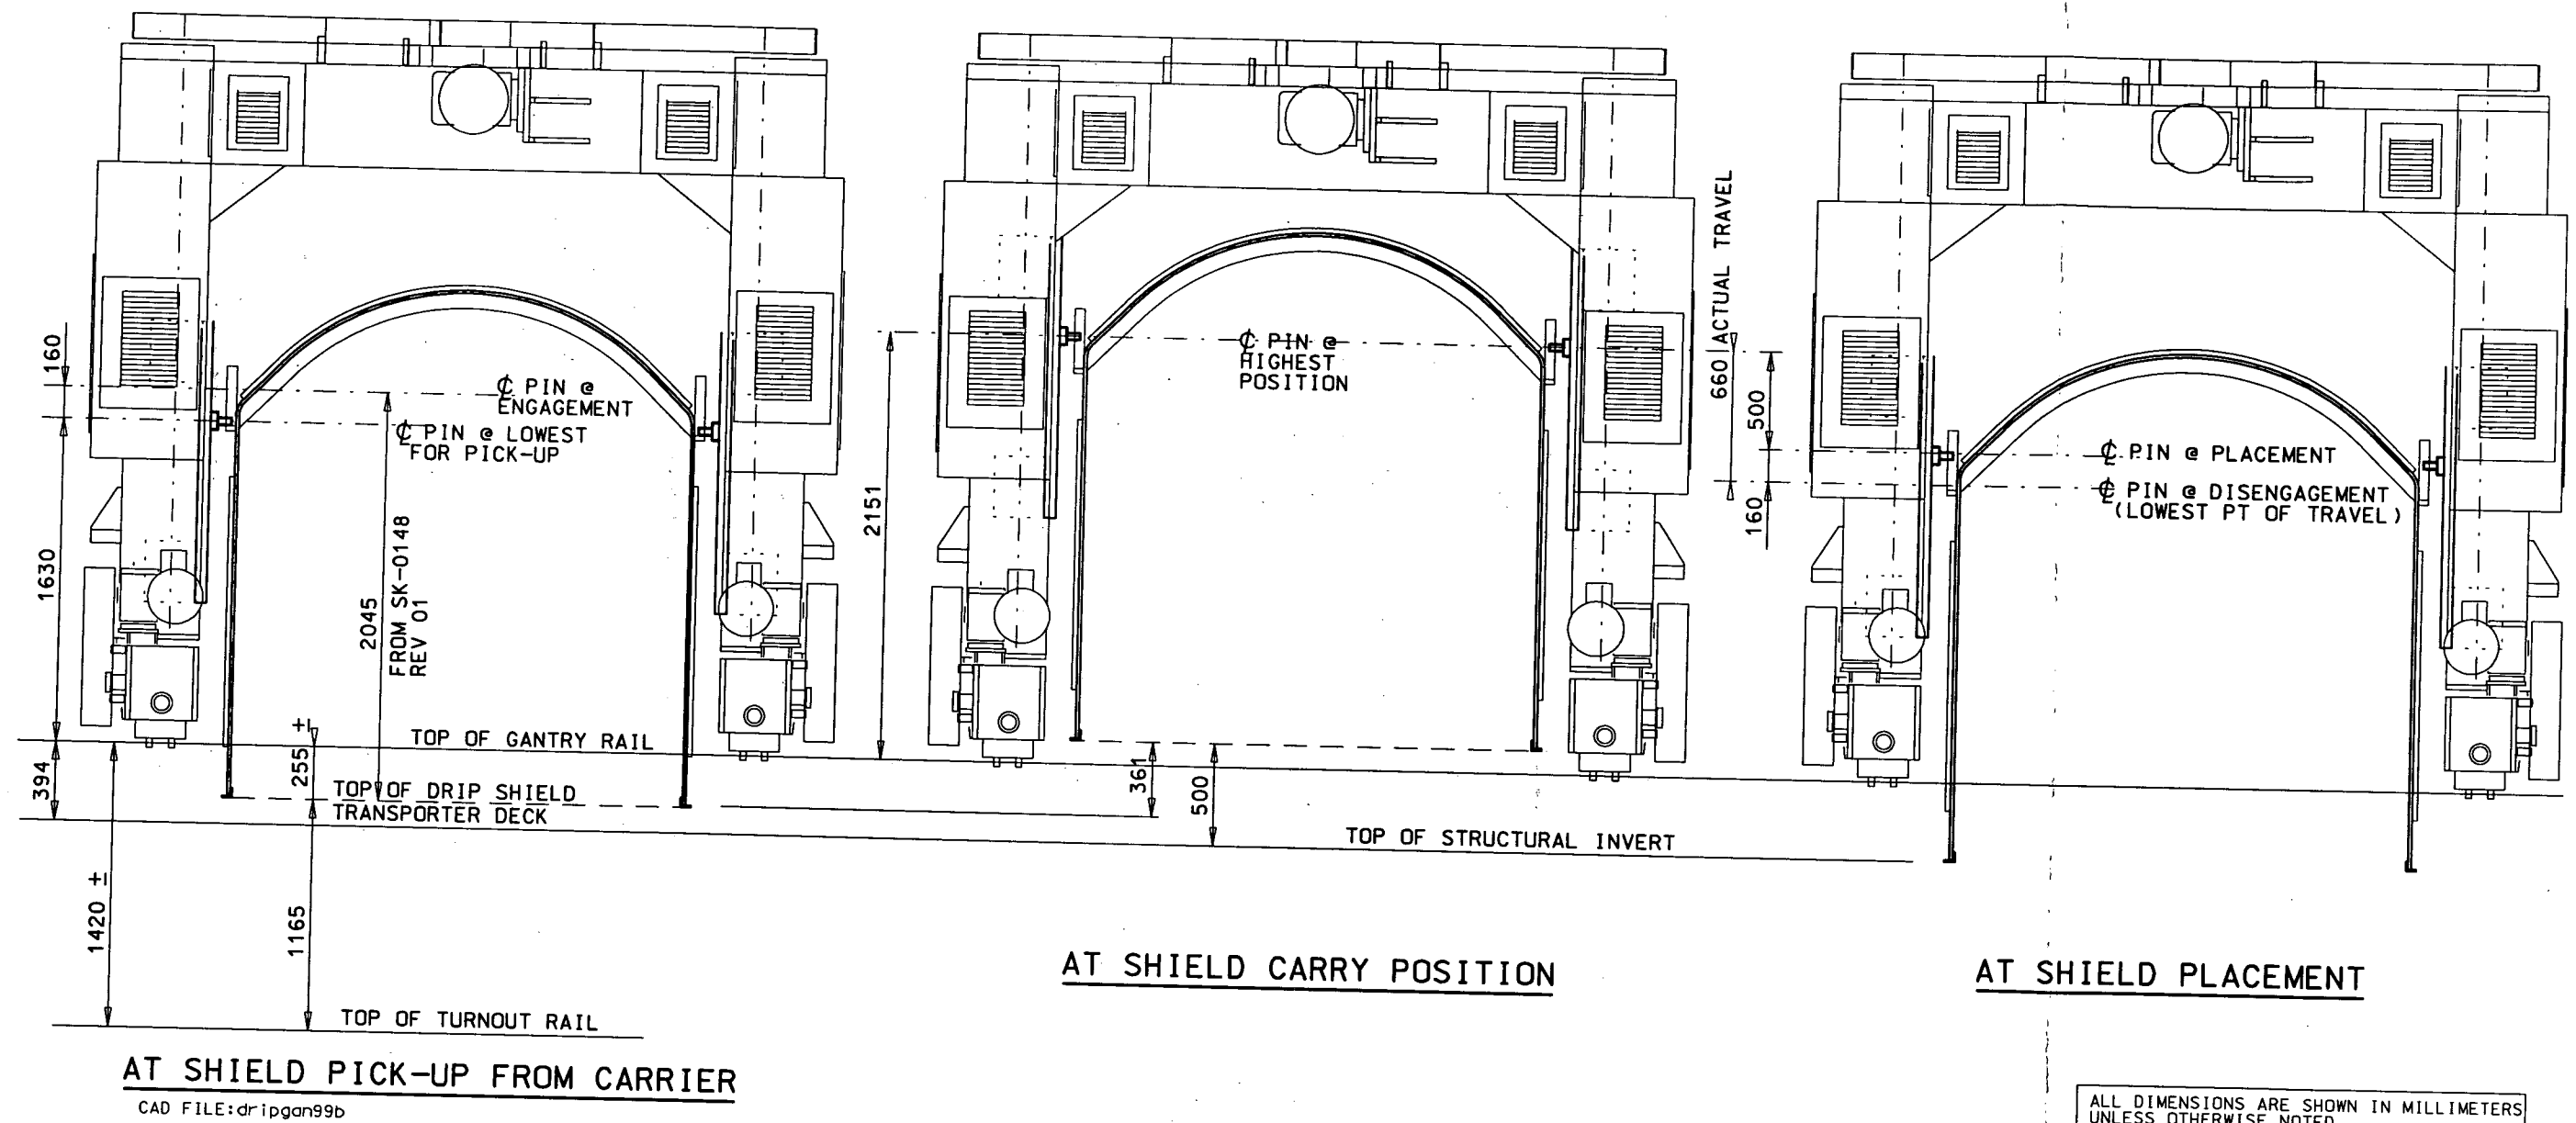 160
1630
394
1420 ±
1165
255 ±
2045
FROM SK-0148
REV 01
℄ PIN @
ENGAGEMENT
℄ PIN @ LOWEST
FOR PICK-UP
TOP OF GANTRY RAIL
TOP OF DRIP SHIELD
TRANSPORTER DECK
TOP OF TURNOUT RAIL
AT SHIELD PICK-UP FROM CARRIER
CAD FILE:dripgan99b
2151
℄ PIN @
HIGHEST
POSITION
361
500
TOP OF STRUCTURAL INVERT
AT SHIELD CARRY POSITION
660 ACTUAL TRAVEL
500
160
℄ PIN @ PLACEMENT
℄ PIN @ DISENGAGEMENT
(LOWEST PT OF TRAVEL)
AT SHIELD PLACEMENT
ALL DIMENSIONS ARE SHOWN IN MILLIMETERS
UNLESS OTHERWISE NOTED